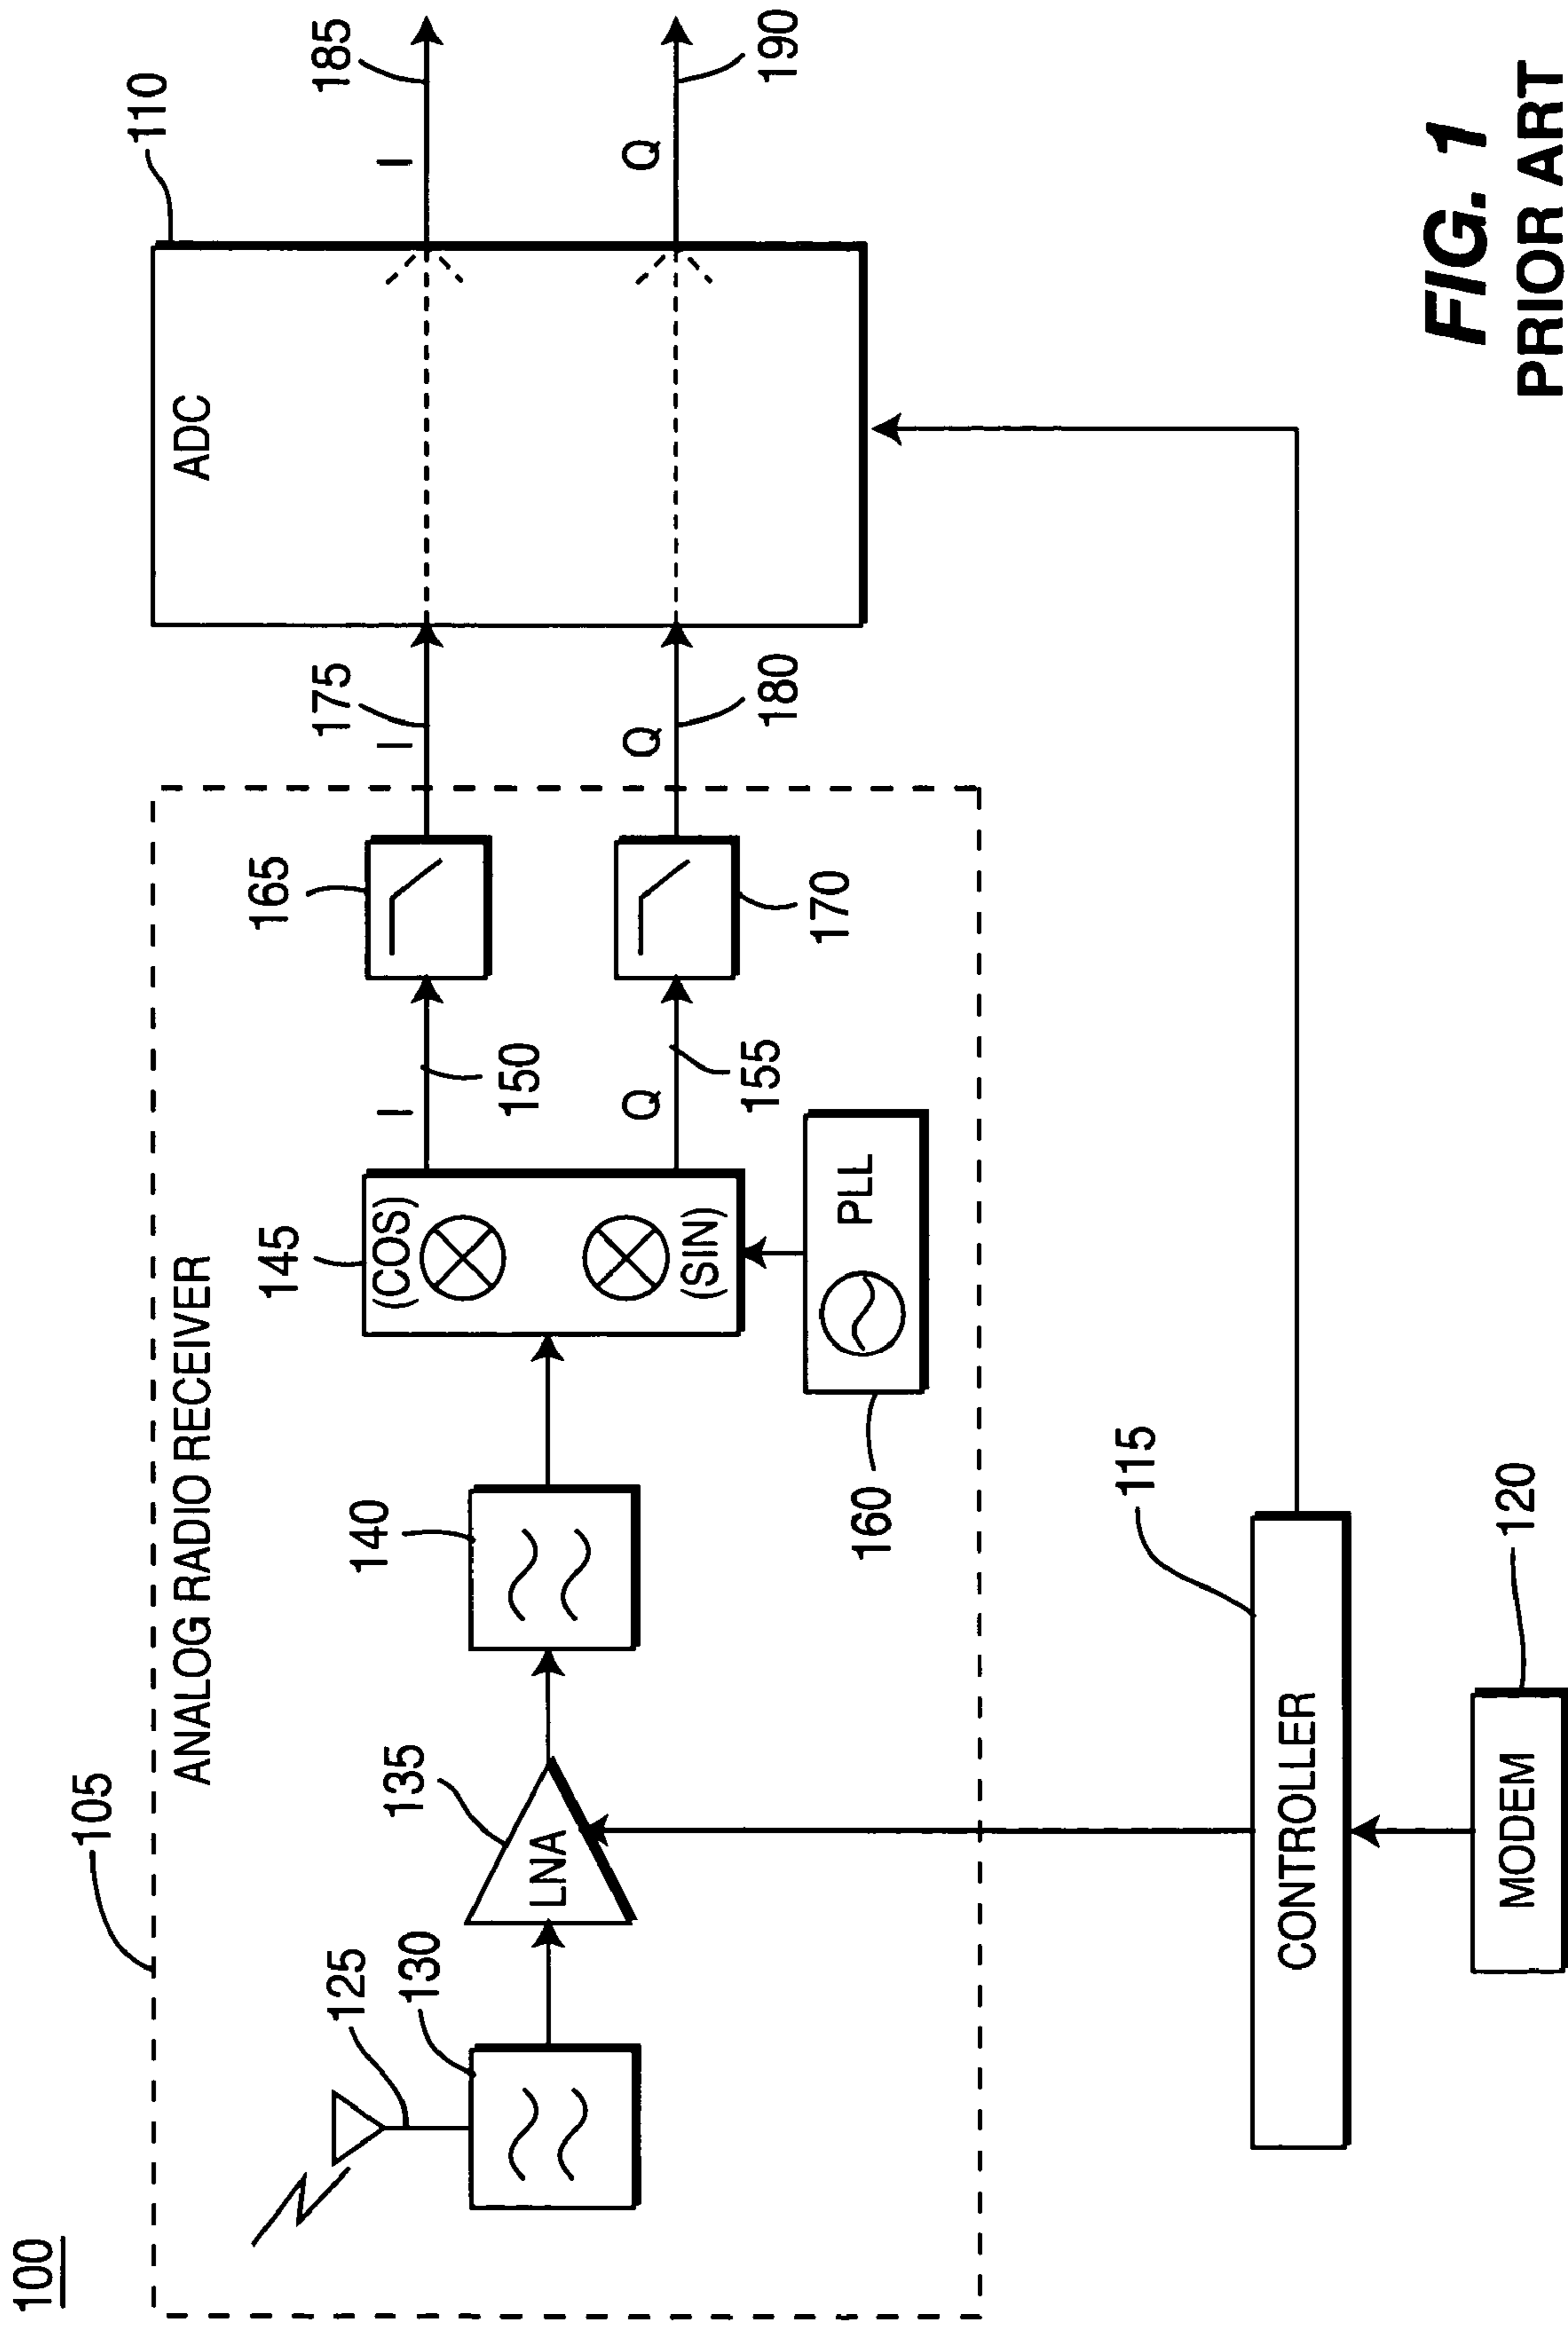 100
105
ANALOG RADIO RECEIVER
125
130
135
LNA
140
145
(COS)
(SIN)
I
150
Q
155
160
PLL
165
170
I
175
Q
180
ADC
110
I
185
Q
190
CONTROLLER
115
MODEM
120
FIG. 1
PRIOR ART